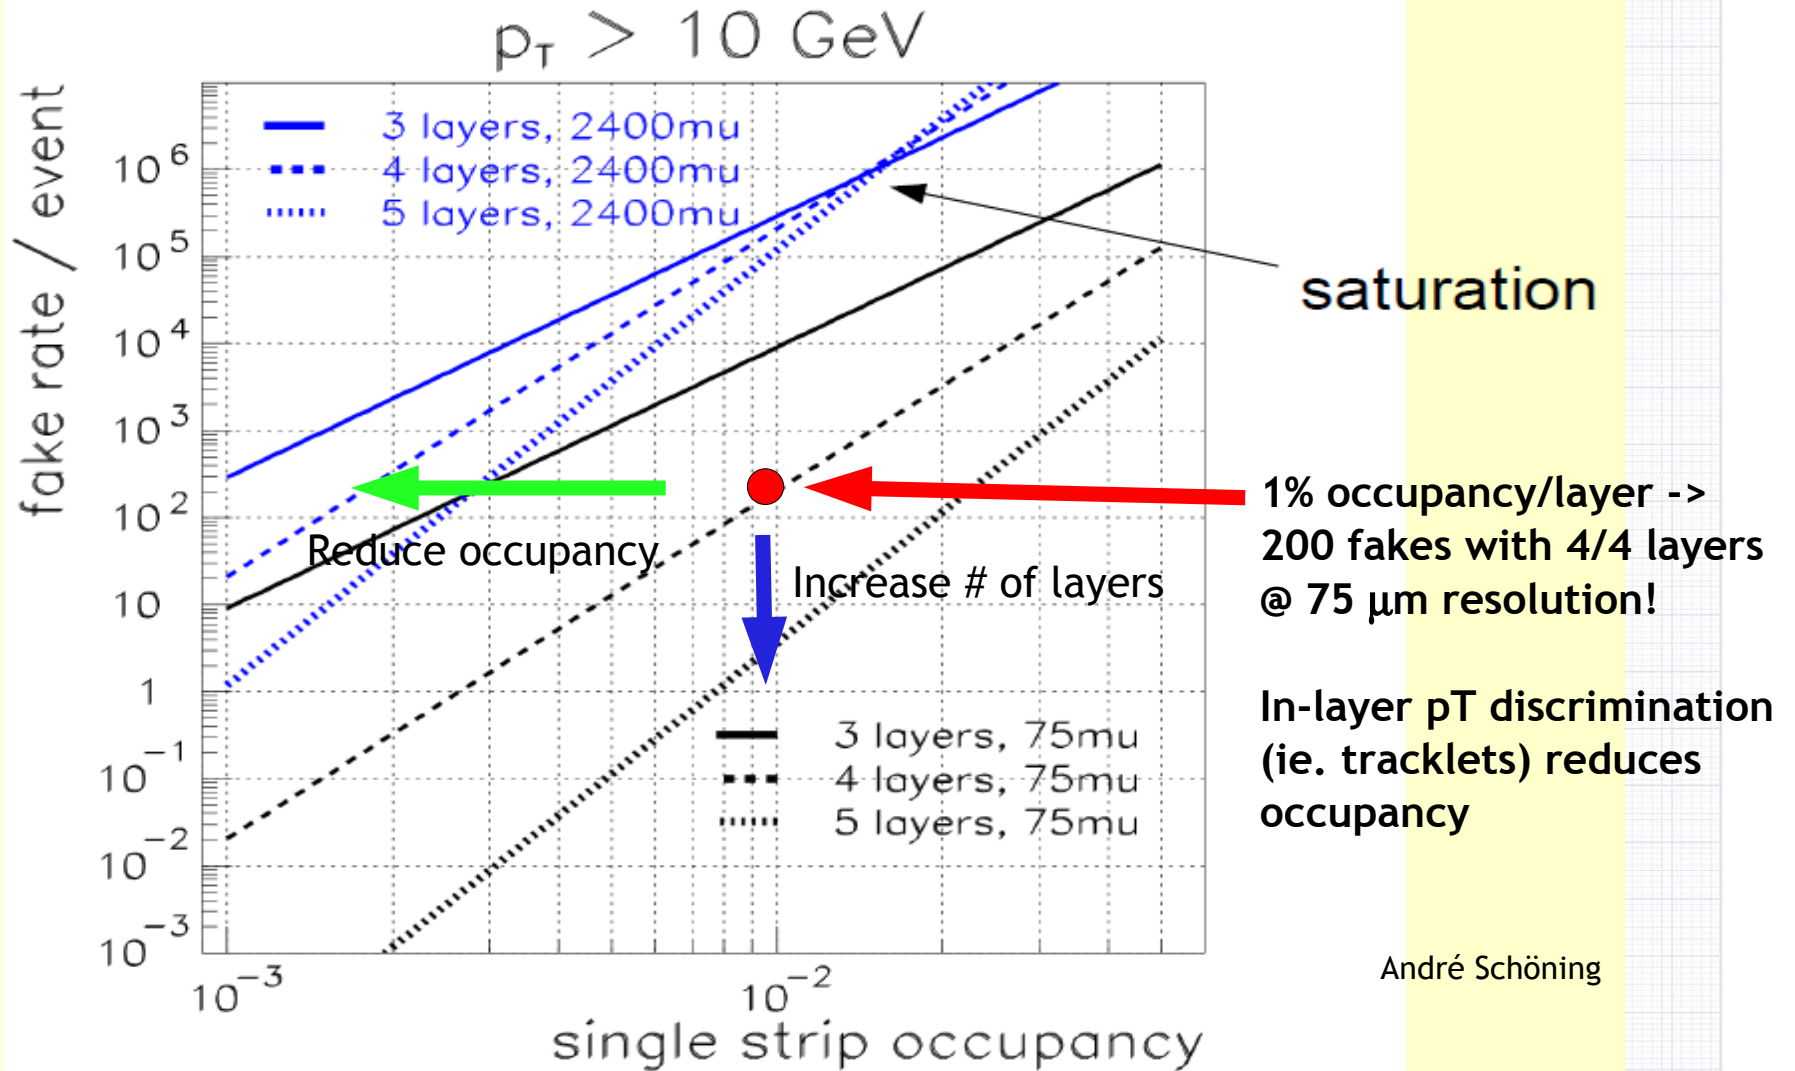 pT > 10 GeV
fake rate / event
3 layers, 2400mu
4 layers, 2400mu
5 layers, 2400mu
10^6
10^5
10^4
10^3
10^2
10
1
10^-1
10^-2
10^-3
saturation
1% occupancy/layer ->
200 fakes with 4/4 layers
@ 75 μm resolution!
Reduce occupancy
Increase # of layers
In-layer pT discrimination
(ie. tracklets) reduces
occupancy
3 layers, 75mu
4 layers, 75mu
5 layers, 75mu
André Schöning
10^-3
10^-2
single strip occupancy